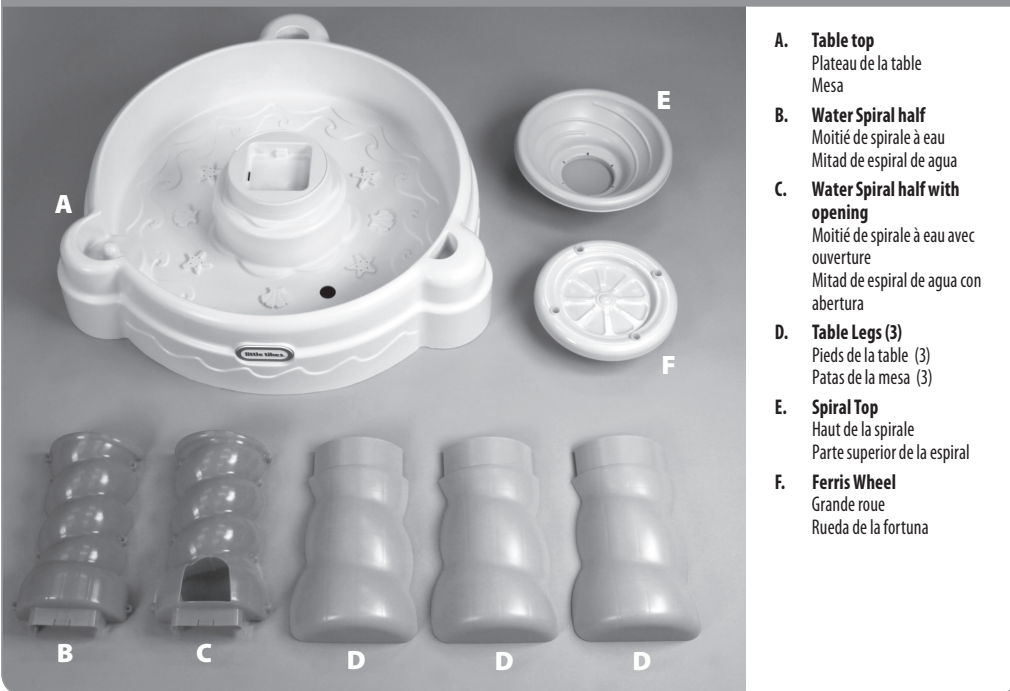 A
E
F
little tikes
B
C
D
D
D
A. Table top
Plateau de la table
Mesa
B. Water Spiral half
Moitié de spirale à eau
Mitad de espiral de agua
C. Water Spiral half with
opening
Moitié de spirale à eau avec
ouverture
Mitad de espiral de agua con
abertura
D. Table Legs (3)
Pieds de la table (3)
Patas de la mesa (3)
E. Spiral Top
Haut de la spirale
Parte superior de la espiral
F. Ferris Wheel
Grande roue
Rueda de la fortuna